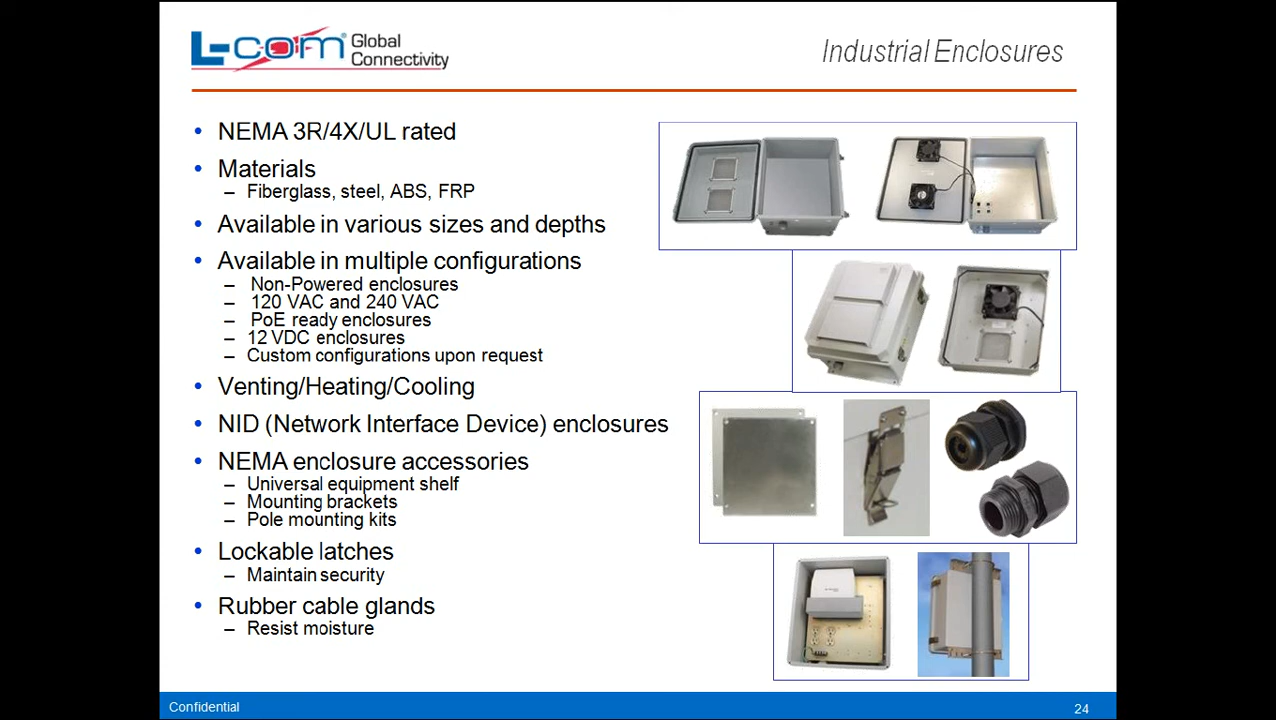 L-com® Global Connectivity
Industrial Enclosures
• NEMA 3R/4X/UL rated
• Materials
– Fiberglass, steel, ABS, FRP
• Available in various sizes and depths
• Available in multiple configurations
– Non-Powered enclosures
– 120 VAC and 240 VAC
– PoE ready enclosures
– 12 VDC enclosures
– Custom configurations upon request
• Venting/Heating/Cooling
• NID (Network Interface Device) enclosures
• NEMA enclosure accessories
– Universal equipment shelf
– Mounting brackets
– Pole mounting kits
• Lockable latches
– Maintain security
• Rubber cable glands
– Resist moisture
Confidential
24